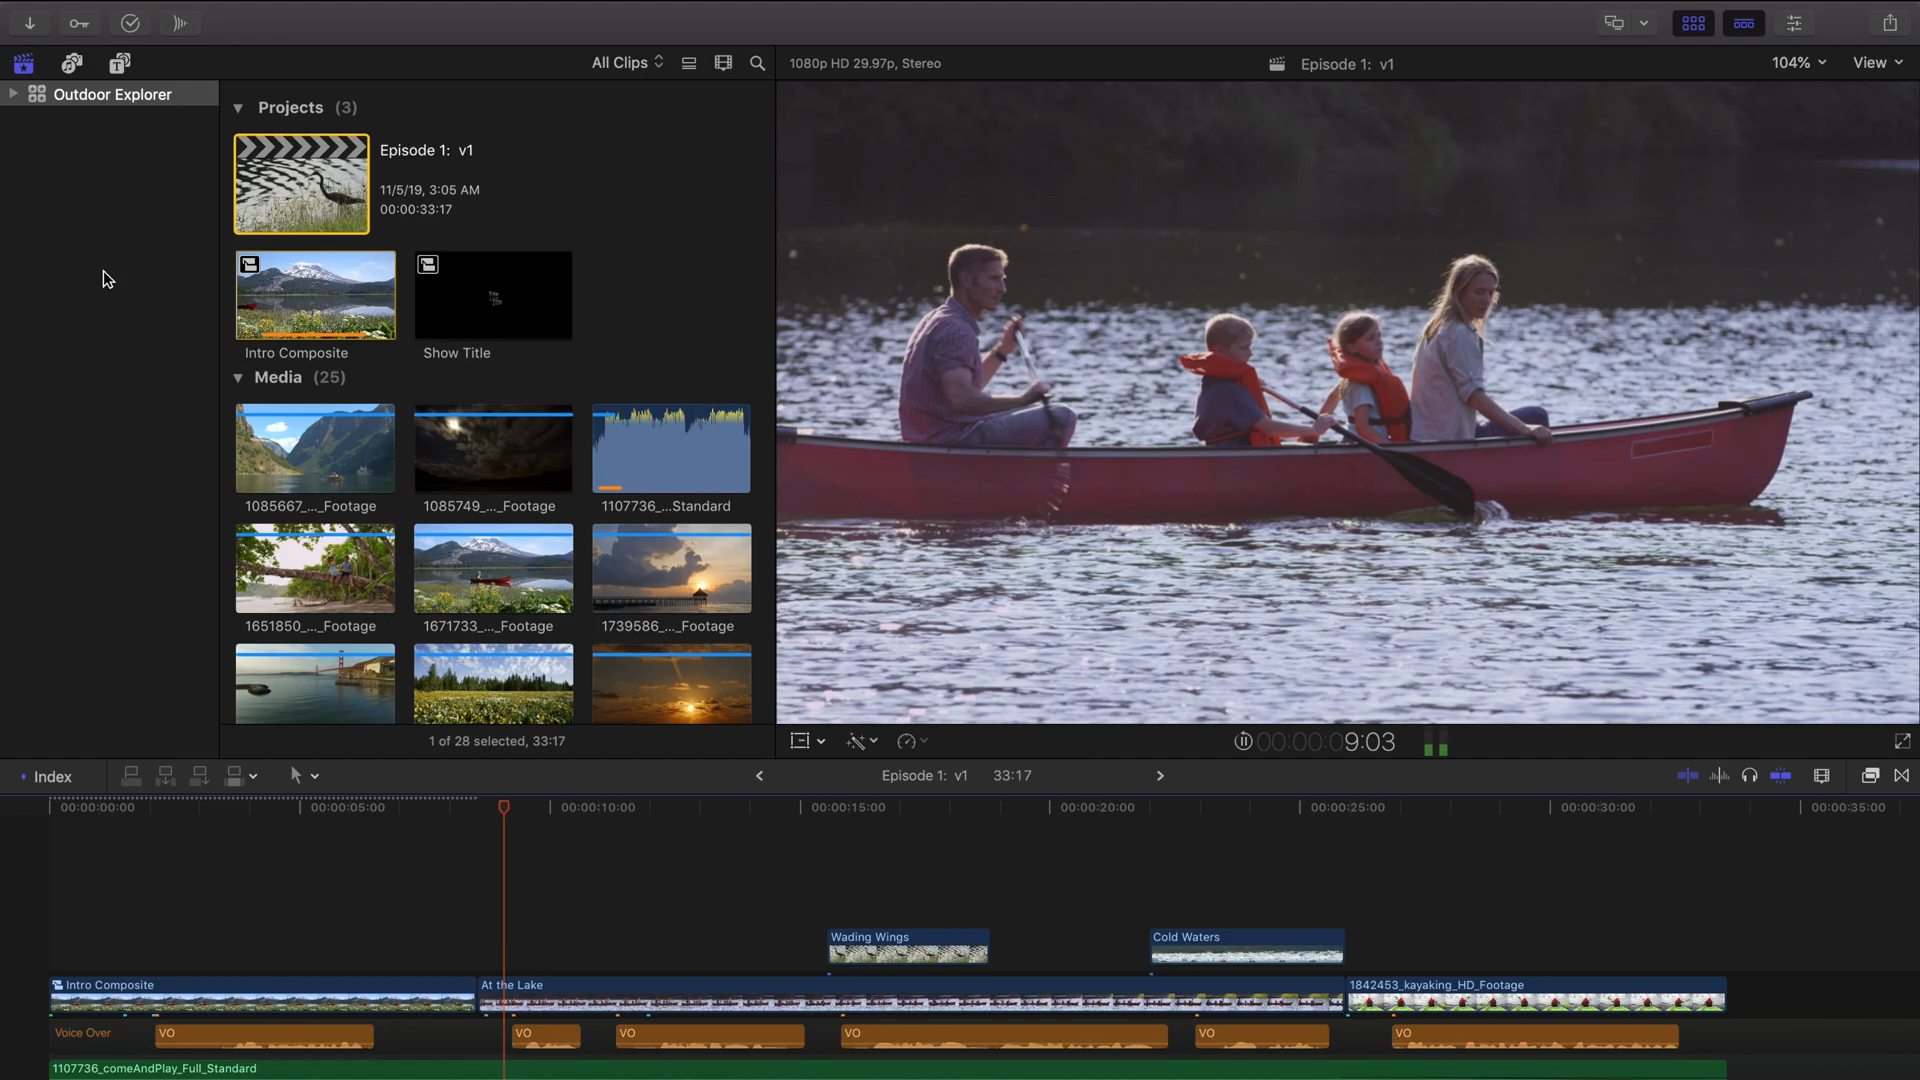 All Clips
1080p HD 29.97p, Stereo
Episode 1: v1
104%
View
Outdoor Explorer
Projects (3)
Episode 1: v1
11/5/19, 3:05 AM
00:00:33:17
Intro Composite
Show Title
Media (25)
1085667_..._Footage
1085749_..._Footage
1107736_...Standard
1651850_..._Footage
1671733_..._Footage
1739586_..._Footage
1 of 28 selected, 33:17
00:00:09:03
Index
Episode 1: v1
33:17
00:00:00:00
00:00:05:00
00:00:10:00
00:00:15:00
00:00:20:00
00:00:25:00
00:00:30:00
00:00:35:00
Wading Wings
Cold Waters
Intro Composite
At the Lake
1842453_kayaking_HD_Footage
Voice Over
VO
VO
VO
VO
VO
VO
1107736_comeAndPlay_Full_Standard